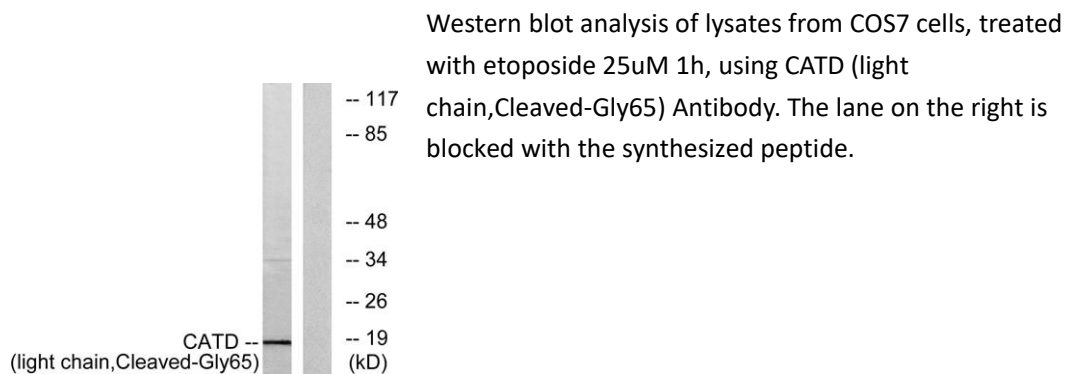 Western blot analysis of lysates from COS7 cells, treated
with etoposide 25uM 1h, using CATD (light
chain,Cleaved-Gly65) Antibody. The lane on the right is
blocked with the synthesized peptide.
-- 117
-- 85
-- 48
-- 34
-- 26
CATD -- -- 19
(light chain,Cleaved-Gly65) (kD)